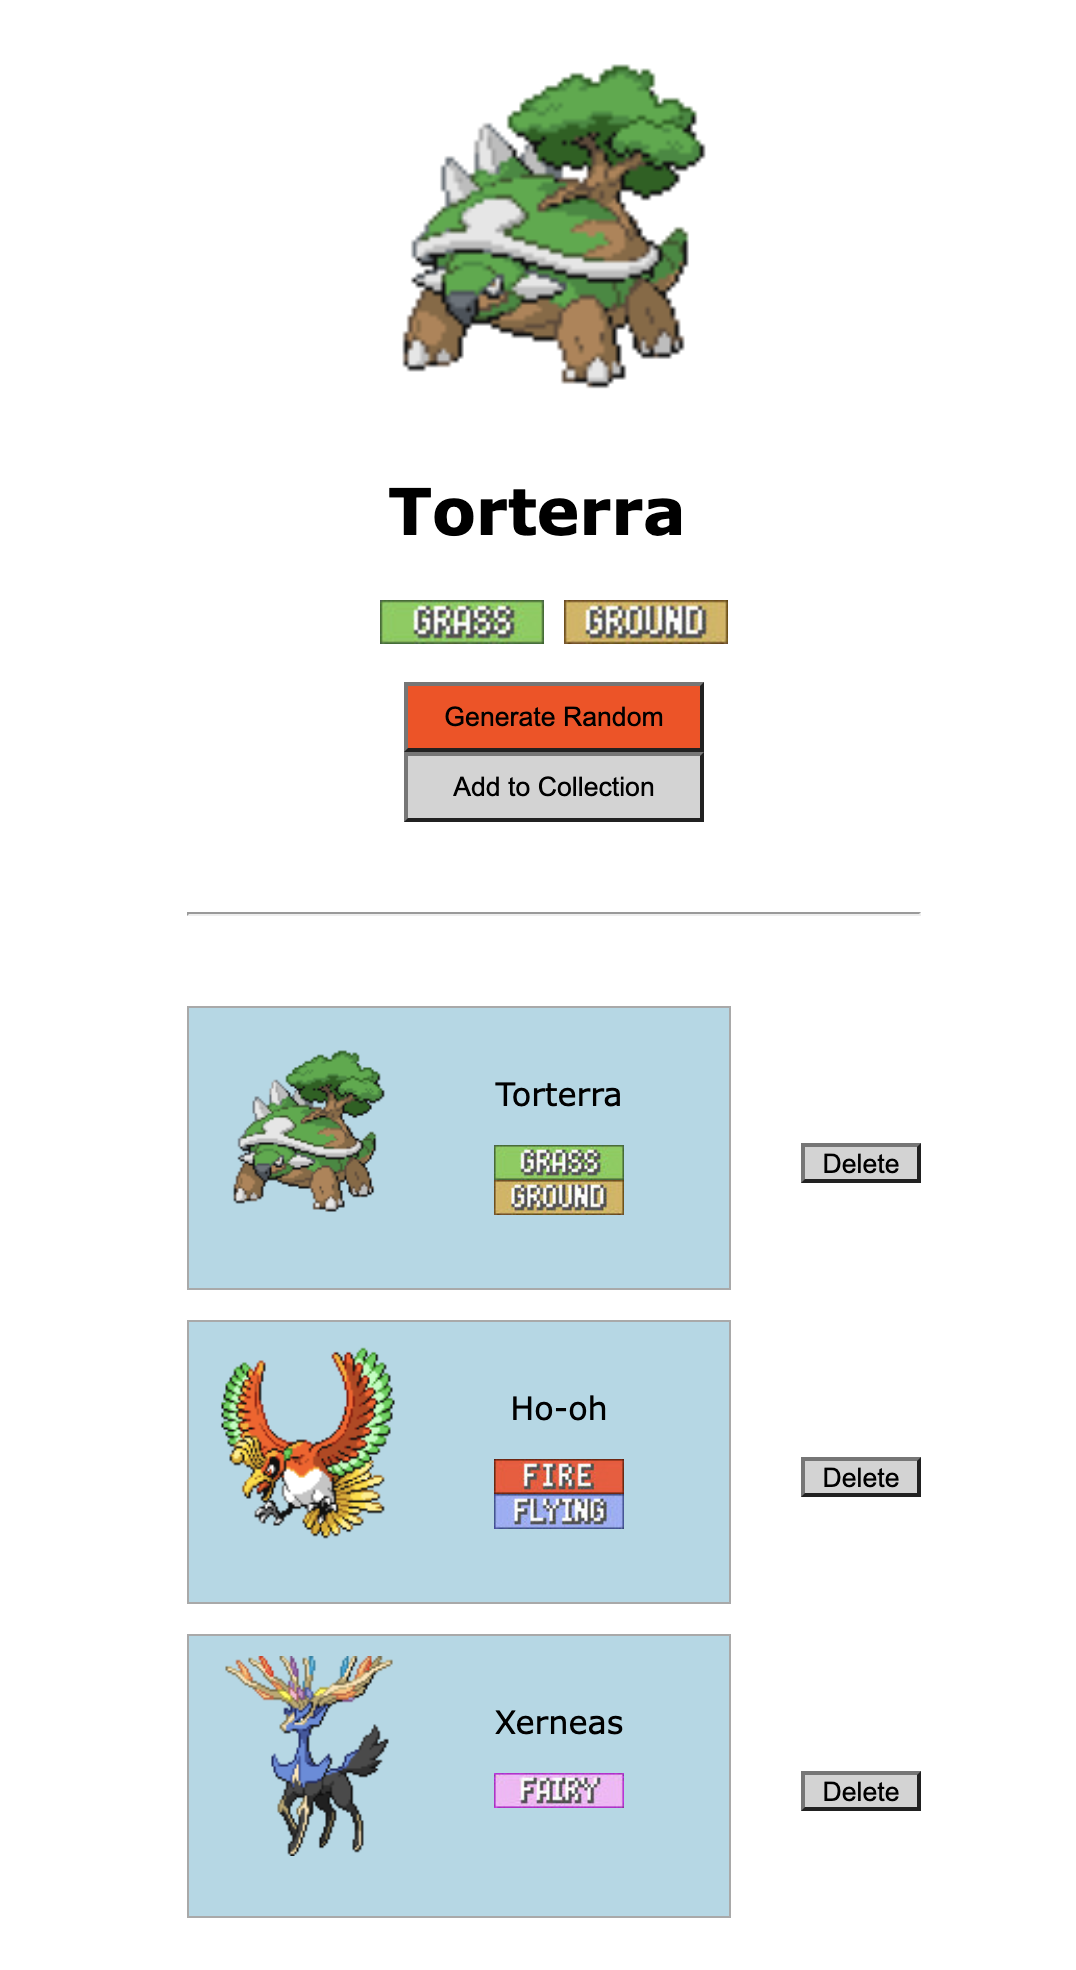 Torterra
GRASS GROUND
Generate Random
Add to Collection
Torterra
GRASS
GROUND
Delete
Ho-oh
FIRE
FLYING
Delete
Xerneas
FAIRY
Delete